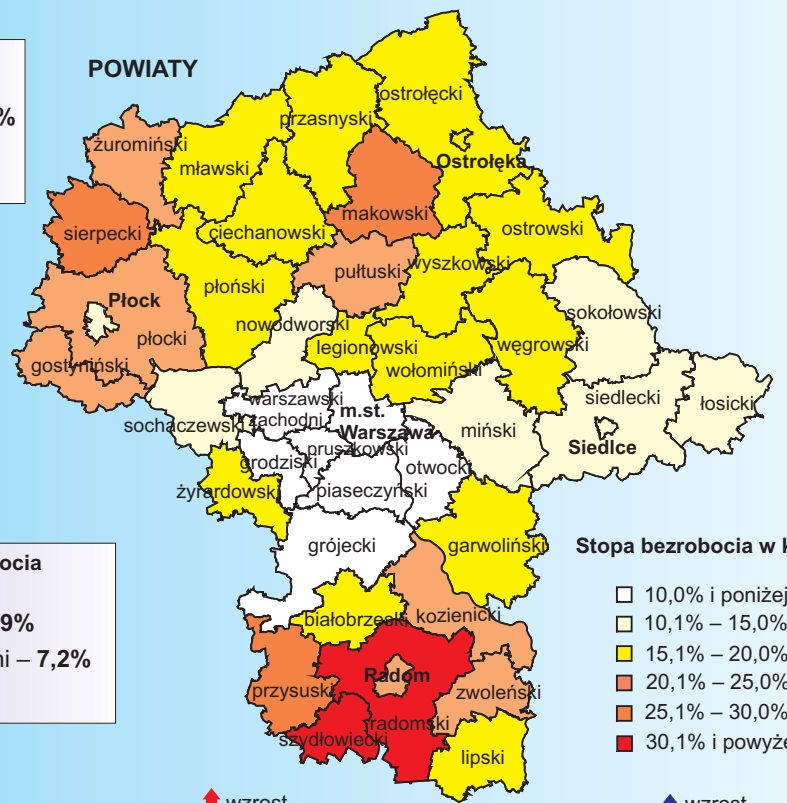 POWIATY
%
ostrołęcki
przasnyski
żuromiński
mławski
Ostrołęka
makowski
sierpecki
ciechanowski
ostrowski
wyszkowski
pułtuski
płoński
Płock
sokołowski
nowodworski
płocki
legionowski
węgrowski
gostyniński
wołomiński
siedlecki
warszawski
zachodni
łosicki
m.st.
Warszawa
sochaczewski
miński
Siedlce
pruszkowski
grodziski
otwocki
piaseczyński
żyrardowski
grójecki
garwoliński
Stopa bezrobocia w k
ocia
10,0% i poniżej
9%
10,1% – 15,0%
białobrzeski
kozienicki
15,1% – 20,0%
ni – 7,2%
Radom
20,1% – 25,0%
przysuski
zwoleński
25,1% – 30,0%
radomski
szydłowiecki
30,1% i powyże
lipski
wzrost
wzrost